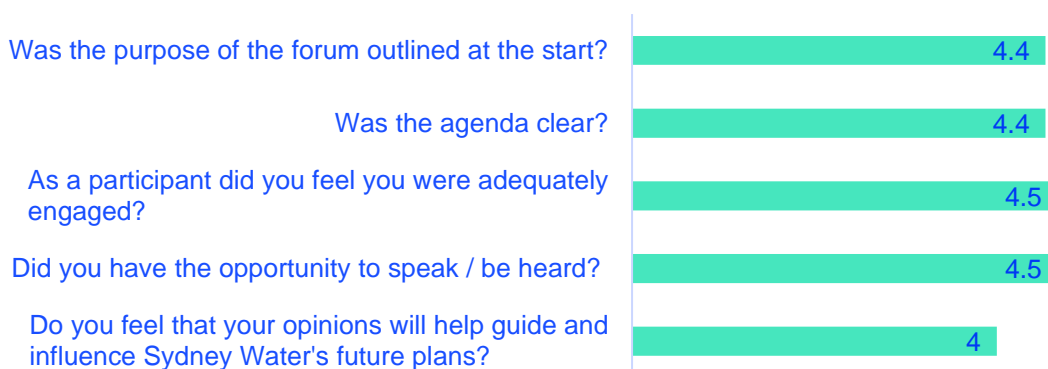 Was the purpose of the forum outlined at the start?
4.4
Was the agenda clear?
4.4
As a participant did you feel you were adequately
engaged?
4.5
Did you have the opportunity to speak / be heard?
4.5
Do you feel that your opinions will help guide and
influence Sydney Water's future plans?
4